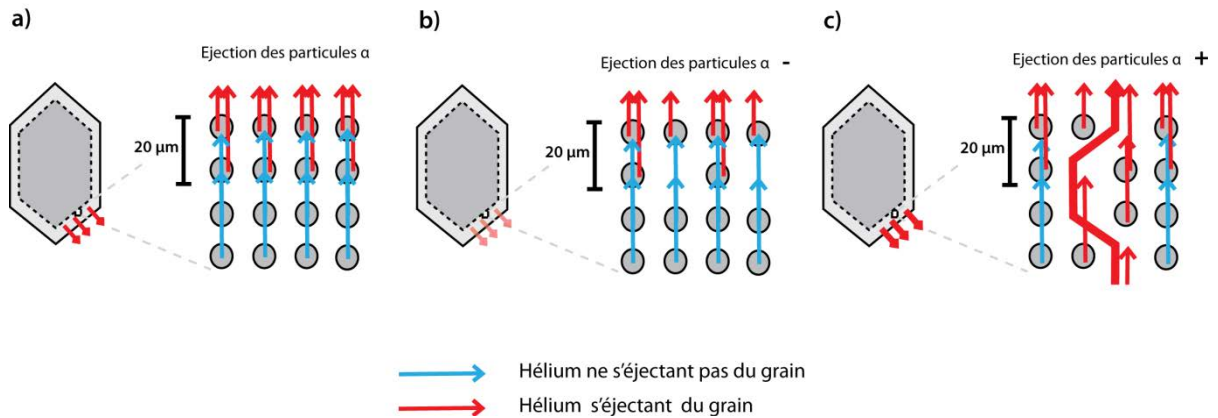 a)
Ejection des particules α
20 μm
b)
Ejection des particules α -
20 μm
c)
Ejection des particules α +
20 μm
Hélium ne s'éjectant pas du grain
Hélium s'éjectant du grain